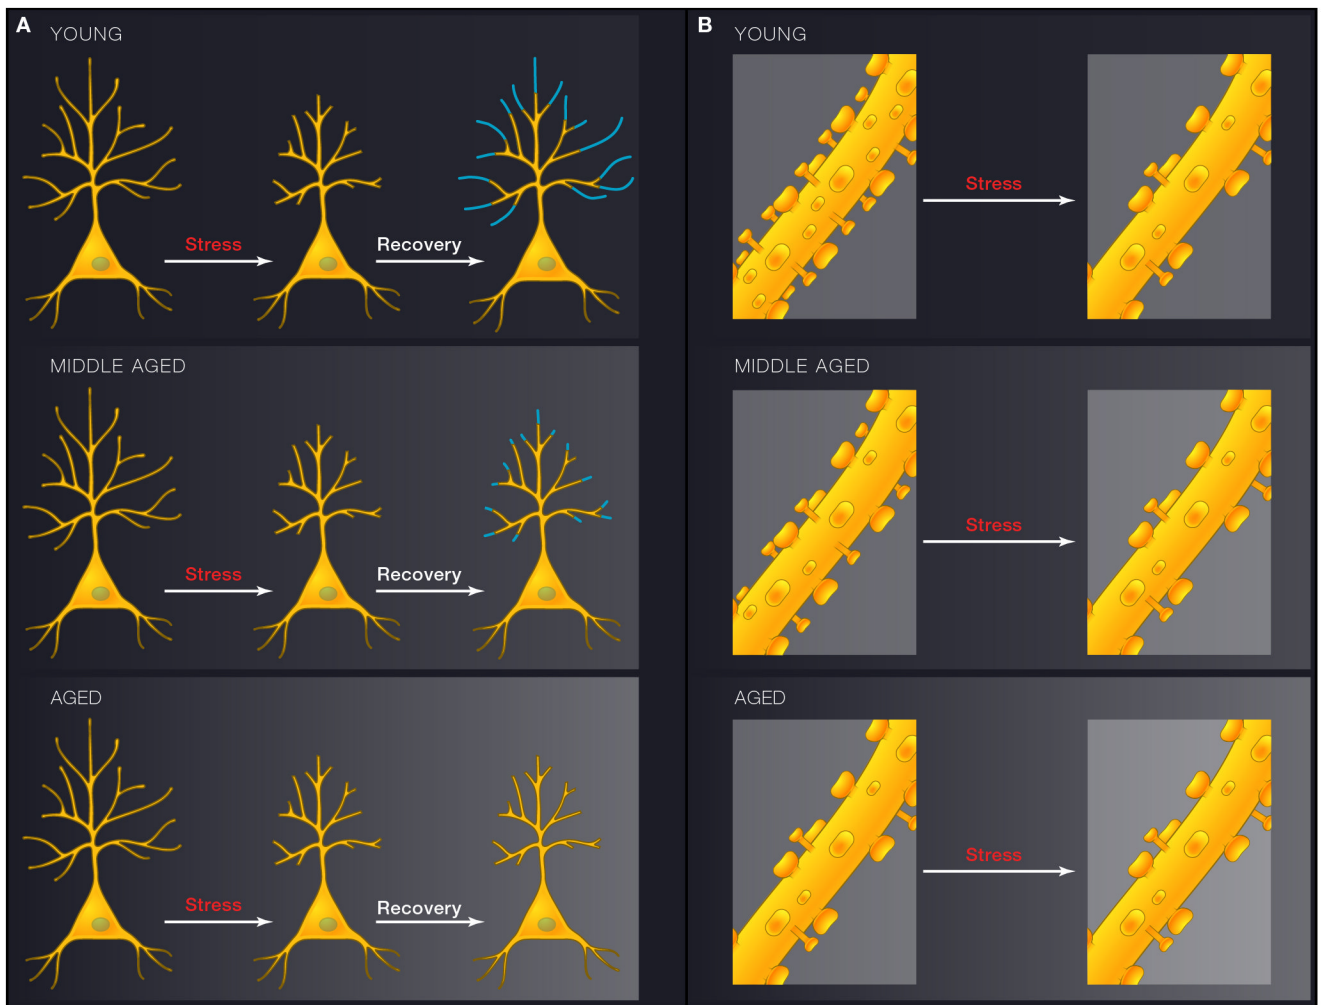 A
YOUNG
Stress
Recovery
MIDDLE AGED
Stress
Recovery
AGED
Stress
Recovery
B
YOUNG
Stress
MIDDLE AGED
Stress
AGED
Stress